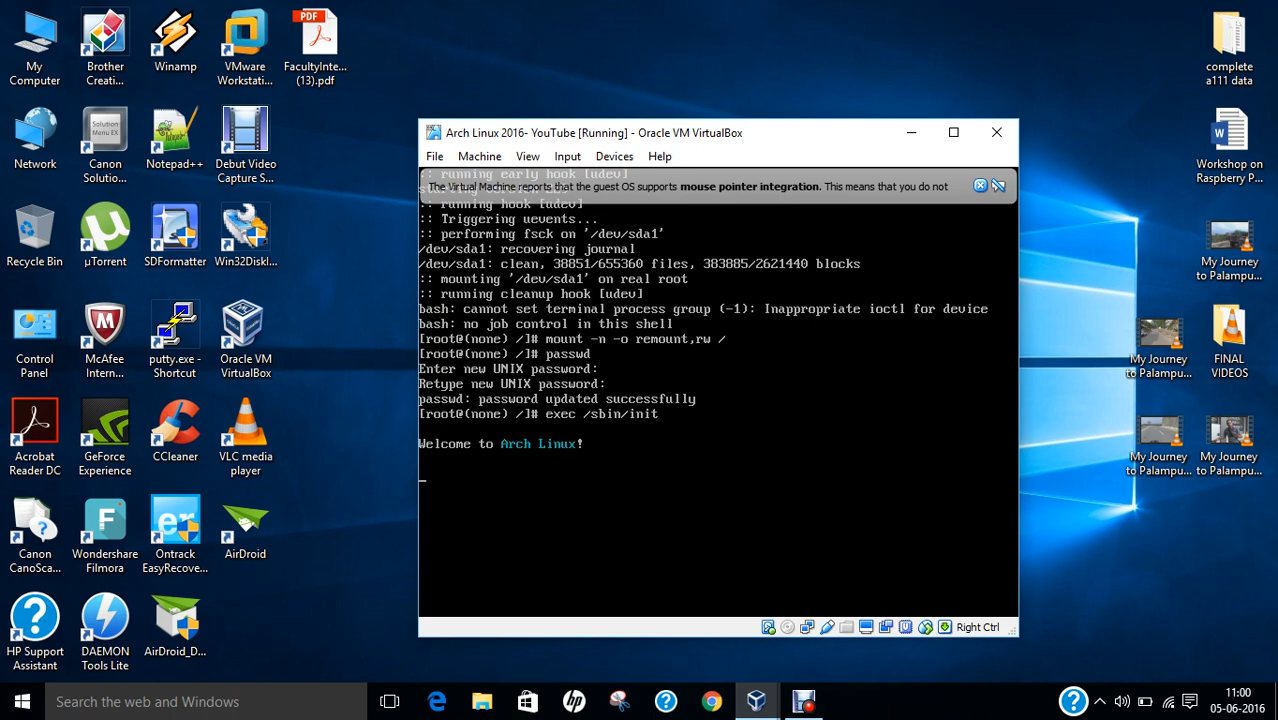 My
Computer
Brother
Creati...
Winamp
VMware
Workstati...
PDF
FacultyInte...
(13).pdf
complete
a111 data
Network
Solution
Menu EX
Canon
Solutio...
Notepad++
Debut Video
Capture S...
Workshop on
Raspberry P...
Recycle Bin
µTorrent
SDFormatter
Win32DiskI...
My Journey
to Palampu...
Control
Panel
McAfee
Intern...
putty.exe -
Shortcut
Oracle VM
VirtualBox
My Journey
to Palampu...
FINAL
VIDEOS
Acrobat
Reader DC
GeForce
Experience
CCleaner
VLC media
player
My Journey
to Palampu...
My Journey
to Palampu...
Canon
CanoSca...
Wondershare
Filmora
er
Ontrack
EasyRecove...
AirDroid
HP Support
Assistant
DAEMON
Tools Lite
AirDroid_D...
Arch Linux 2016- YouTube [Running] - Oracle VM VirtualBox
File Machine View Input Devices Help
:: running early hook [udev]
The Virtual Machine reports that the guest OS supports mouse pointer integration. This means that you do not
:: running hook [udev]
:: Triggering uevents...
:: performing fsck on '/dev/sda1'
/dev/sda1: recovering journal
/dev/sda1: clean, 38851/655360 files, 383885/2621440 blocks
:: mounting '/dev/sda1' on real root
:: running cleanup hook [udev]
bash: cannot set terminal process group (-1): Inappropriate ioctl for device
bash: no job control in this shell
[root@(none) /]# mount -n -o remount,rw /
[root@(none) /]# passwd
Enter new UNIX password:
Retype new UNIX password:
passwd: password updated successfully
[root@(none) /]# exec /sbin/init
Welcome to Arch Linux!
Right Ctrl
Search the web and Windows
hp
11:00
05-06-2016